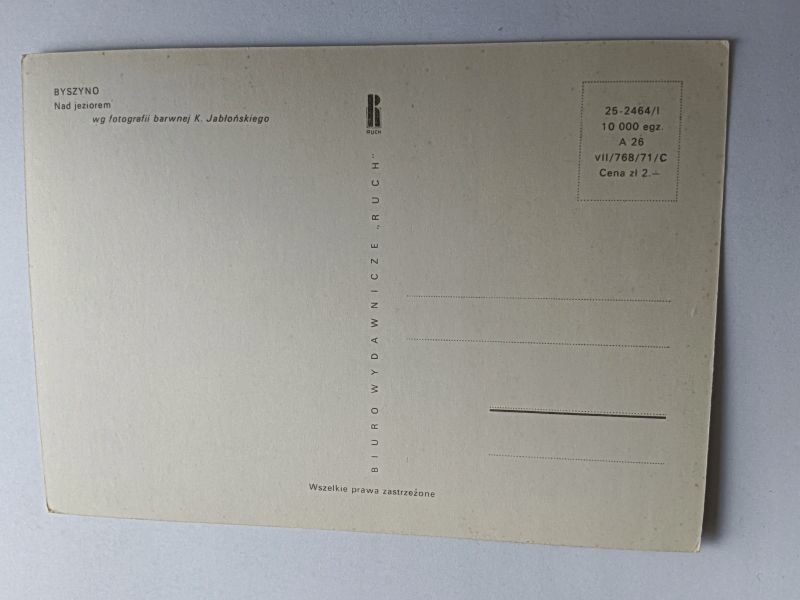 BYSZYNO
Nad jeziorem
wg fotografii barwnej K. Jabłońskiego
RUCH
BIURO WYDAWNICZE „RUCH"
25-2464/I
10 000 egz.
A 26
VII/768/71/C
Cena zł 2.—
Wszelkie prawa zastrzeżone